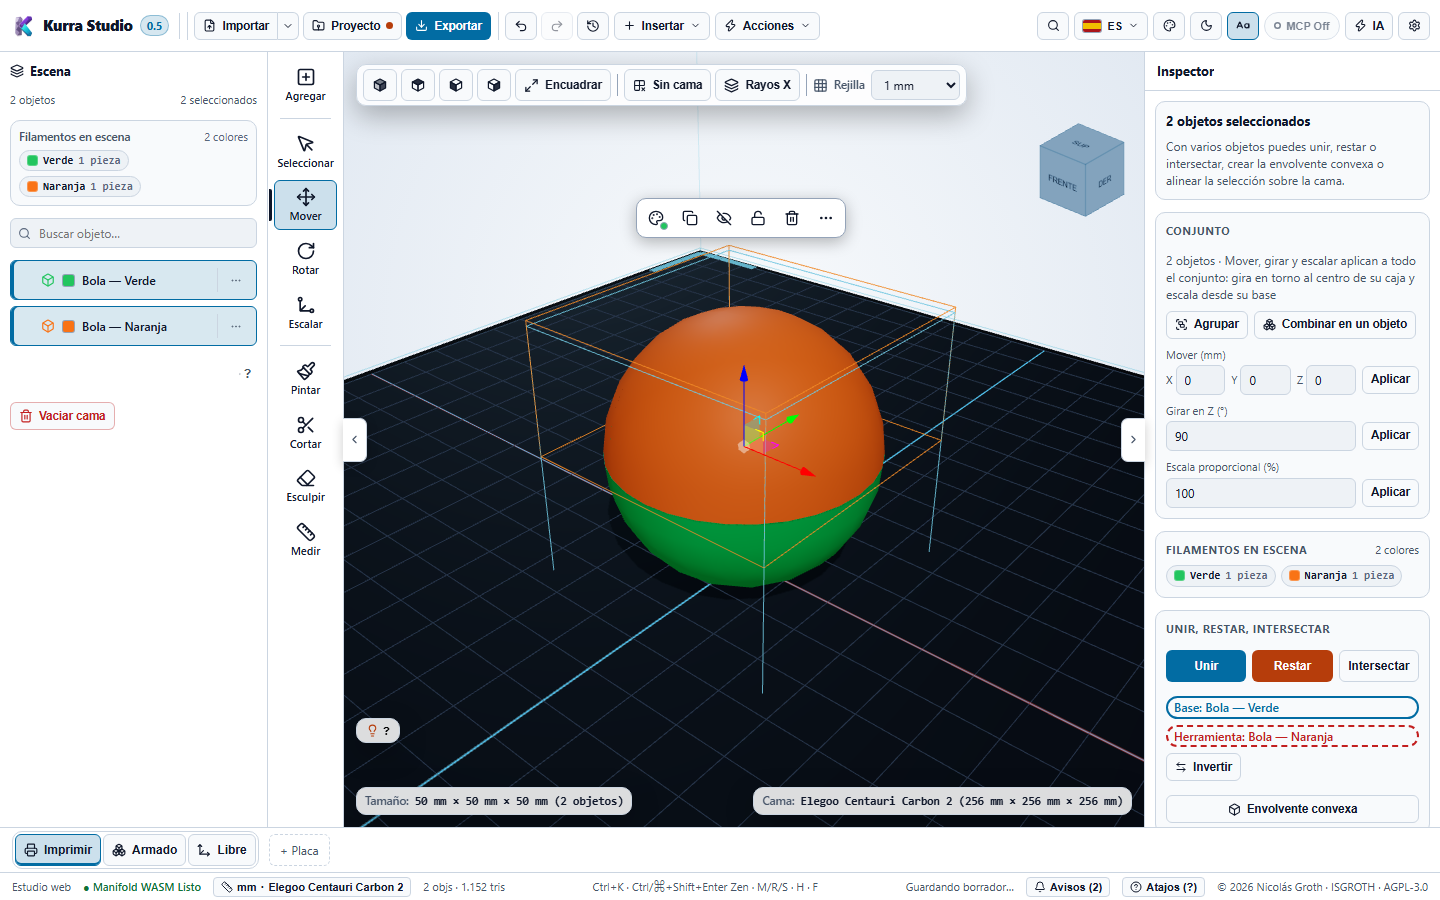 Kurra Studio 0.5
Importar
Proyecto
Exportar
Insertar
Acciones
ES
Aα
MCP Off
IA
Escena
2 objetos
2 seleccionados
Filamentos en escena
2 colores
Verde 1 pieza
Naranja 1 pieza
Buscar objeto...
Bola — Verde
...
Bola — Naranja
...
?
Vaciar cama
Agregar
Seleccionar
Mover
Rotar
Escalar
Pintar
Cortar
Esculpir
Medir
Encuadrar
Sin cama
Rayos X
Rejilla
1 mm
SUP
FRENTE
DER
?
Tamaño: 50 mm × 50 mm × 50 mm (2 objetos)
Cama: Elegoo Centauri Carbon 2 (256 mm × 256 mm × 256 mm)
Inspector
2 objetos seleccionados
Con varios objetos puedes unir, restar o
intersectar, crear la envolvente convexa o
alinear la selección sobre la cama.
CONJUNTO
2 objetos · Mover, girar y escalar aplican a todo
el conjunto: gira en torno al centro de su caja y
escala desde su base
Agrupar
Combinar en un objeto
Mover (mm)
X 0 Y 0 Z 0 Aplicar
Girar en Z (°)
90 Aplicar
Escala proporcional (%)
100 Aplicar
FILAMENTOS EN ESCENA
2 colores
Verde 1 pieza
Naranja 1 pieza
UNIR, RESTAR, INTERSECTAR
Unir
Restar
Intersectar
Base: Bola — Verde
Herramienta: Bola — Naranja
Invertir
Envolvente convexa
Imprimir
Armado
Libre
+ Placa
Estudio web
● Manifold WASM Listo
mm · Elegoo Centauri Carbon 2
2 objs · 1.152 tris
Ctrl+K · Ctrl/⌘+Shift+Enter Zen · M/R/S · H · F
Guardando borrador...
Avisos (2)
Atajos (?)
© 2026 Nicolás Groth · ISGROTH · AGPL-3.0